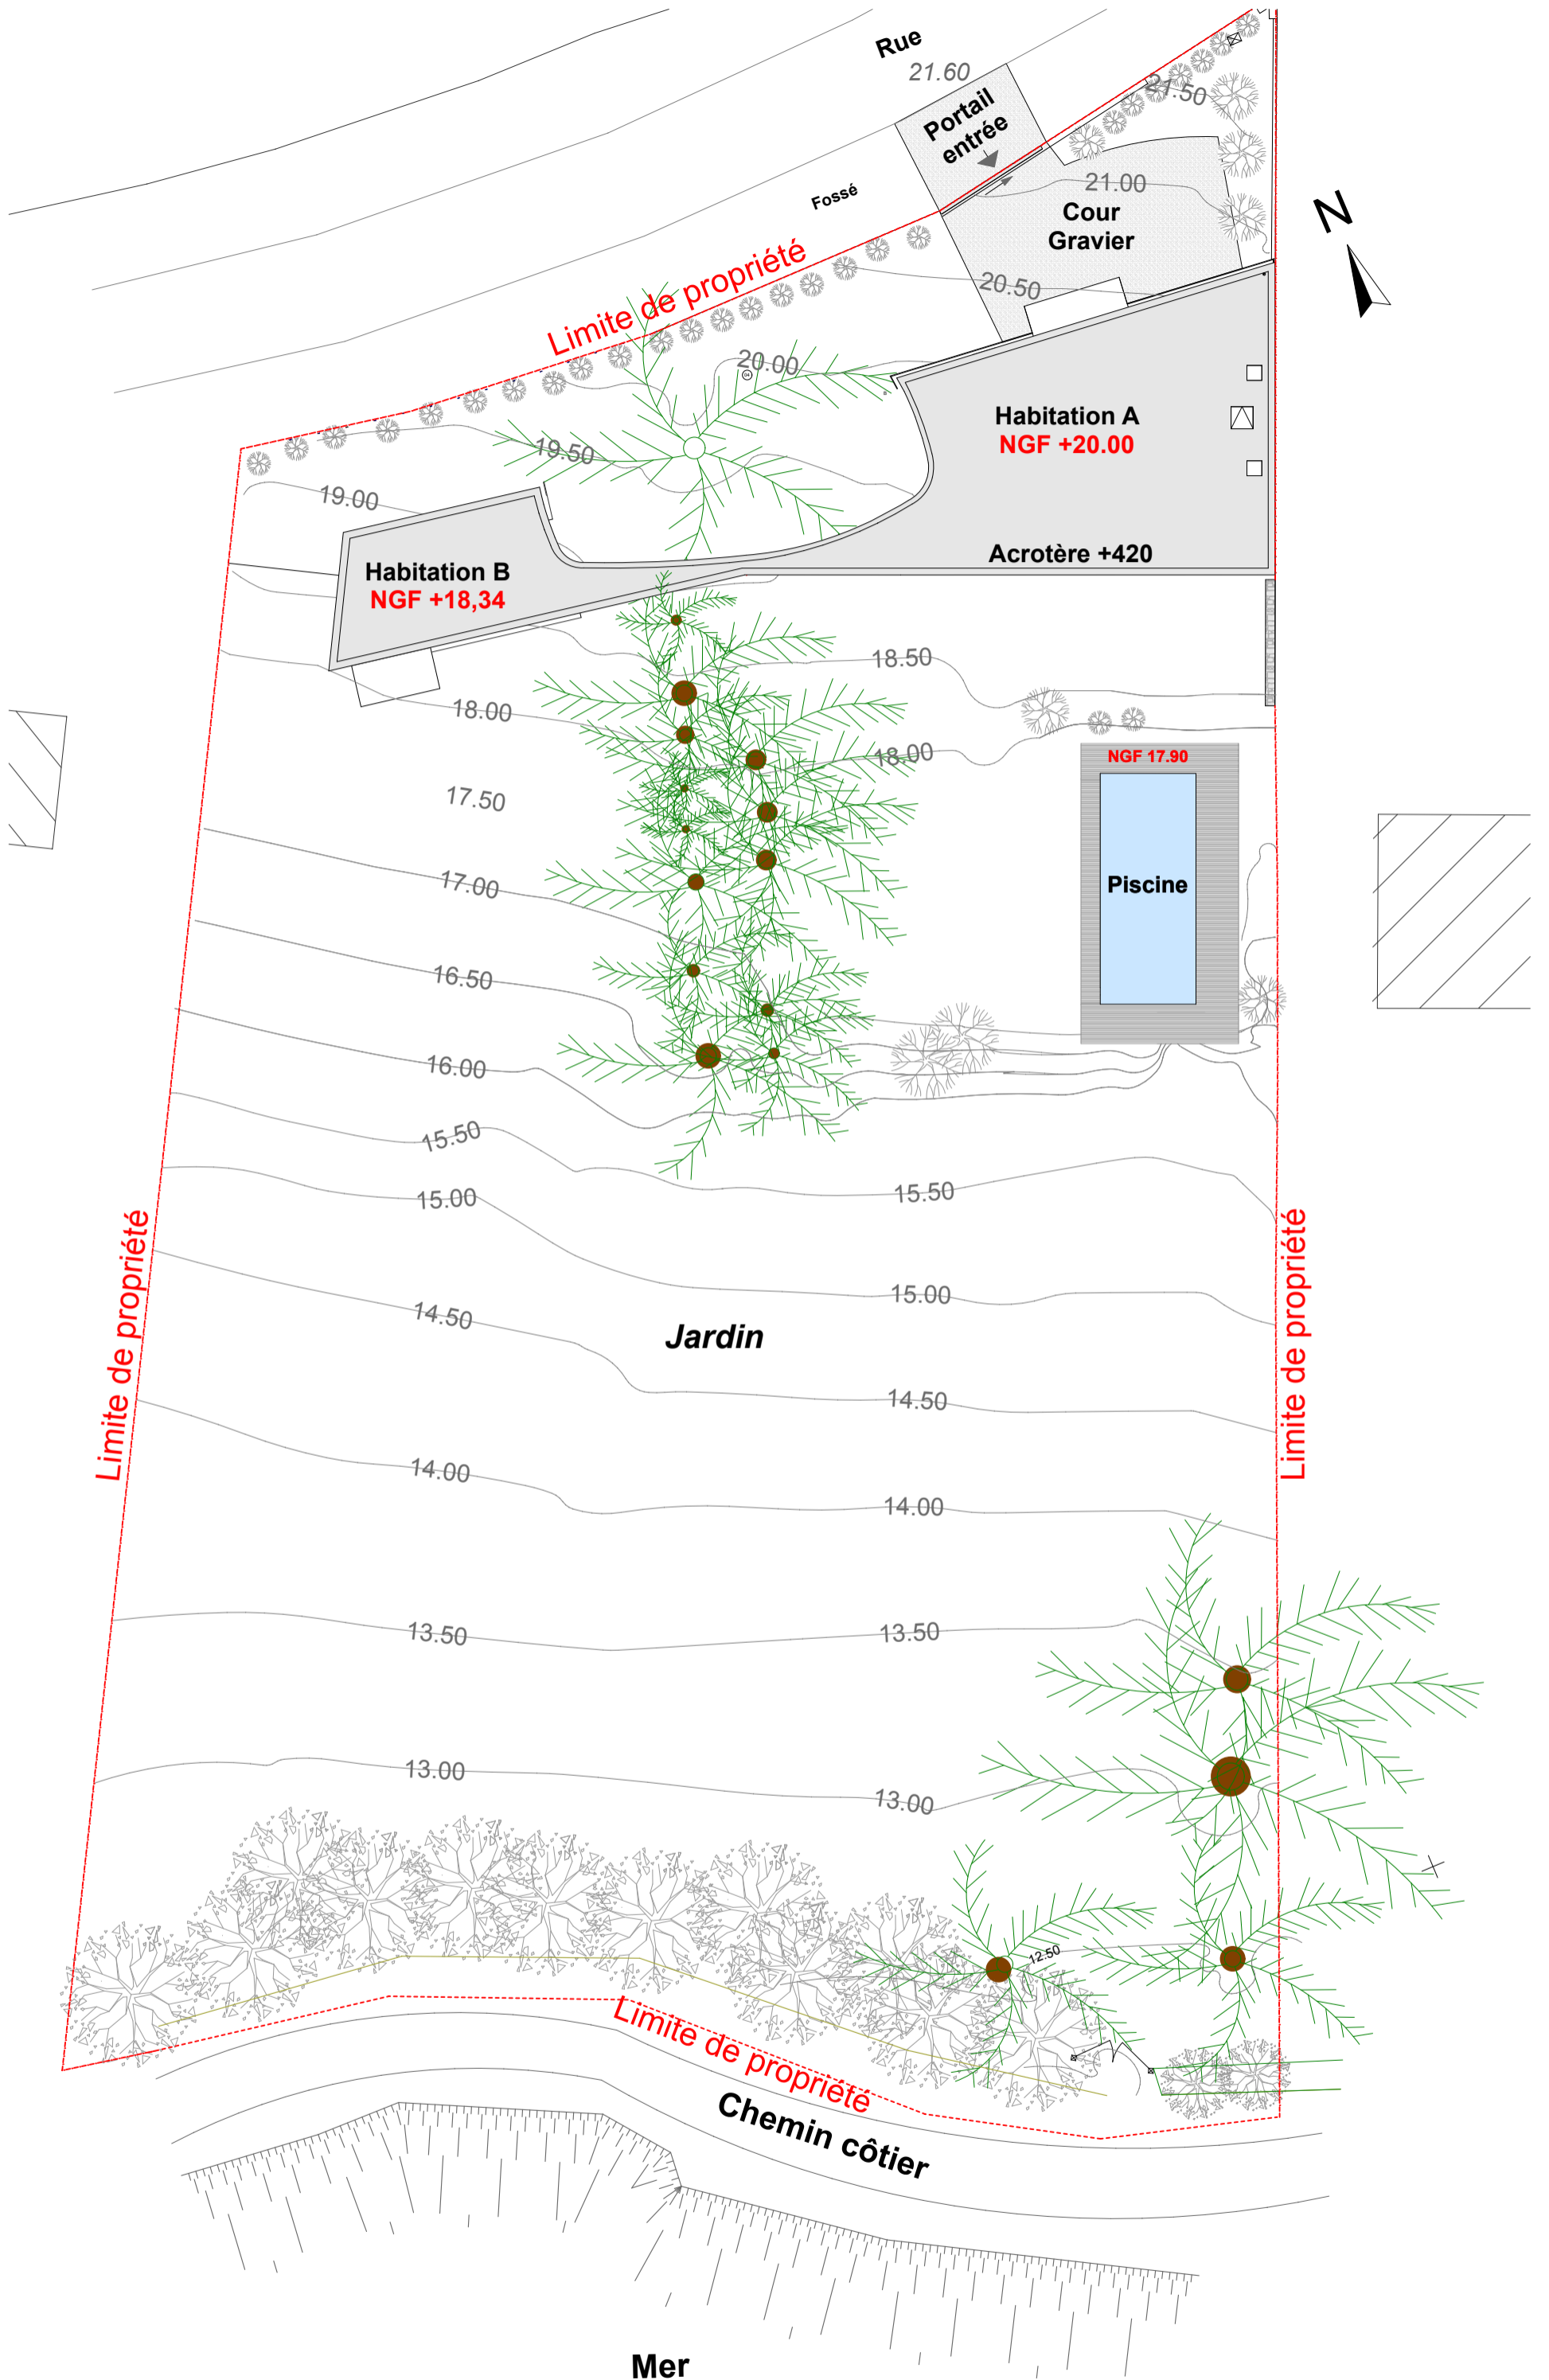 Rue
21.60
Portail
entrée
21.50
Fossé
21.00
Cour
Gravier
N
Limite de propriété
20.50
20.00
Habitation A
NGF +20.00
19.50
19.00
Acrotère +420
Habitation B
NGF +18,34
18.50
18.00
18.00
NGF 17.90
17.50
Piscine
17.00
16.50
16.00
15.50
15.50
15.00
15.00
Limite de propriété
Limite de propriété
14.50
Jardin
14.50
14.00
14.00
13.50
13.50
13.00
13.00
12.50
Limite de propriété
Chemin côtier
Mer